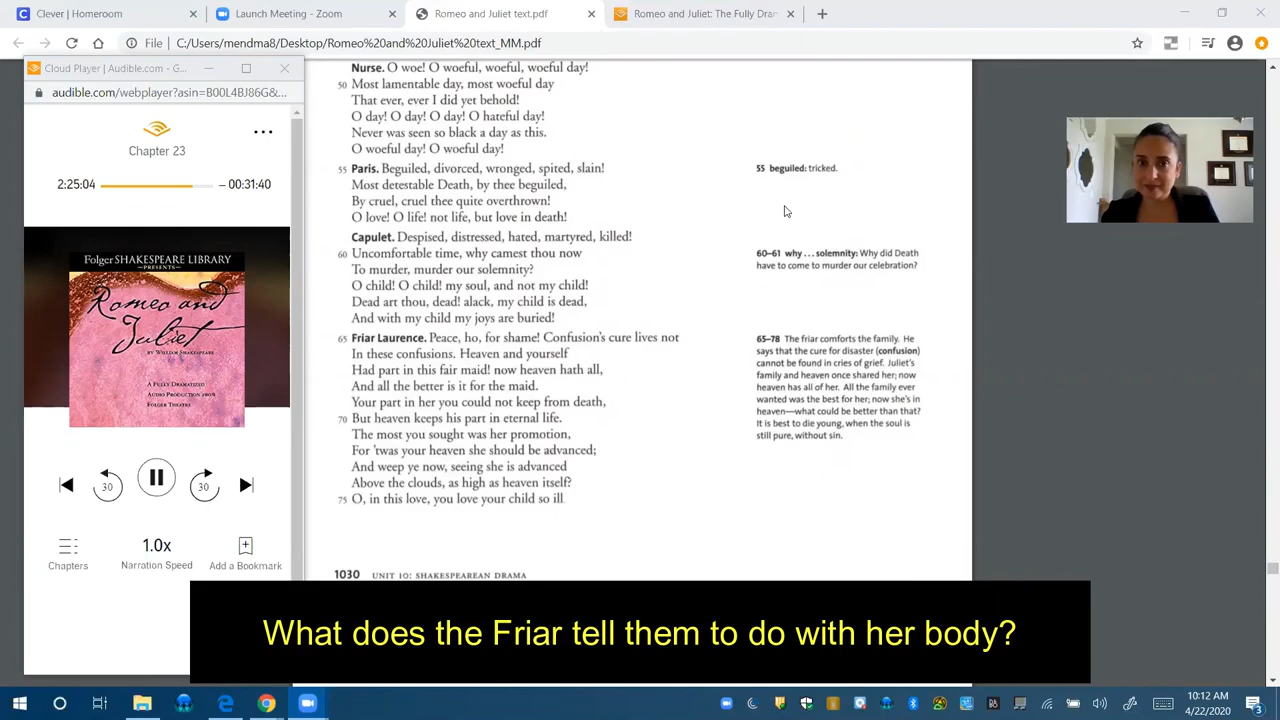 Clever | Homeroom
Launch Meeting - Zoom
Romeo and Juliet text.pdf
Romeo and Juliet: The Fully Dra
File | C:/Users/mendma8/Desktop/Romeo%20and%20Juliet%20text_MM.pdf
Cloud Player | Audible.com - G...
audible.com/webplayer?asin=B00L4BJ86G&...
Chapter 23
2:25:04
– 00:31:40
Folger SHAKESPEARE LIBRARY
PRESENTS
Romeo and
Juliet
BY WILLIAM SHAKESPEARE
A FULLY DRAMATIZED
AUDIO PRODUCTION FROM
FOLGER THEATRE
30
30
1.0x
Chapters
Narration Speed
Add a Bookmark
Nurse. O woe! O woeful, woeful, woeful day!
50 Most lamentable day, most woeful day
That ever, ever I did yet behold!
O day! O day! O day! O hateful day!
Never was seen so black a day as this.
O woeful day! O woeful day!
55 Paris. Beguiled, divorced, wronged, spited, slain!
Most detestable Death, by thee beguiled,
By cruel, cruel thee quite overthrown!
O love! O life! not life, but love in death!
Capulet. Despised, distressed, hated, martyred, killed!
60 Uncomfortable time, why camest thou now
To murder, murder our solemnity?
O child! O child! my soul, and not my child!
Dead art thou, dead! alack, my child is dead,
And with my child my joys are buried!
65 Friar Laurence. Peace, ho, for shame! Confusion's cure lives not
In these confusions. Heaven and yourself
Had part in this fair maid! now heaven hath all,
And all the better is it for the maid.
Your part in her you could not keep from death,
70 But heaven keeps his part in eternal life.
The most you sought was her promotion,
For 'twas your heaven she should be advanced;
And weep ye now, seeing she is advanced
Above the clouds, as high as heaven itself?
75 O, in this love, you love your child so ill
1030 UNIT 10: SHAKESPEAREAN DRAMA
55 beguiled: tricked.
60–61 why . . . solemnity: Why did Death
have to come to murder our celebration?
65–78 The friar comforts the family. He
says that the cure for disaster (confusion)
cannot be found in cries of grief. Juliet's
family and heaven once shared her; now
heaven has all of her. All the family ever
wanted was the best for her; now she's in
heaven—what could be better than that?
It is best to die young, when the soul is
still pure, without sin.
What does the Friar tell them to do with her body?
10:12 AM
4/22/2020
3